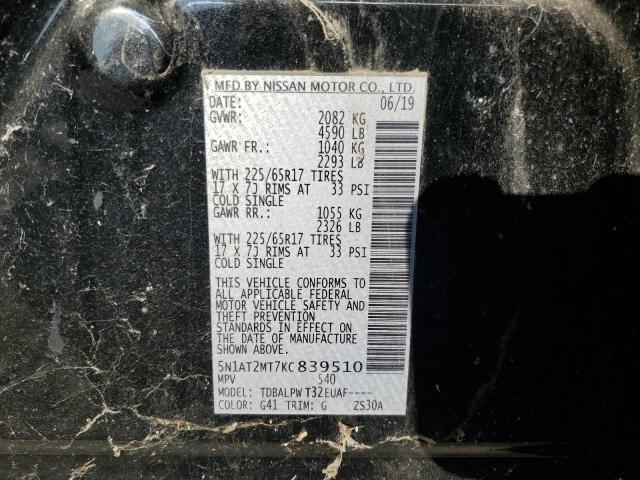 MFD BY NISSAN MOTOR CO., LTD.
DATE: 06/19
GVWR: 2082 KG
4590 LB
GAWR FR.: 1040 KG
2293 LB
WITH 225/65R17 TIRES
17 X 7J RIMS AT 33 PSI
COLD SINGLE
GAWR RR.: 1055 KG
2326 LB
WITH 225/65R17 TIRES
17 X 7J RIMS AT 33 PSI
COLD SINGLE
THIS VEHICLE CONFORMS TO
ALL APPLICABLE FEDERAL
MOTOR VEHICLE SAFETY AND
THEFT PREVENTION
STANDARDS IN EFFECT ON
THE DATE OF MANUFACTURE
SHOWN ABOVE.
5N1AT2MT7KC 839510
MPV 540
MODEL: TDBALPW T32EUAF----
COLOR: G41 TRIM: G ZS30A